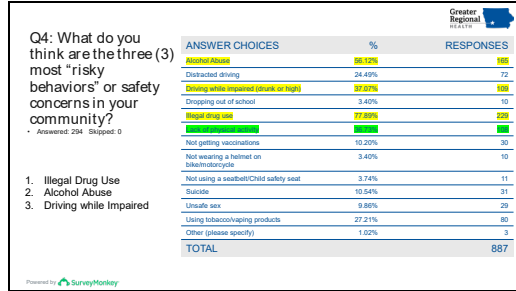 Greater
Regional
HEALTH
Q4: What do you
think are the three (3)
most “risky
behaviors” or safety
concerns in your
community?
• Answered: 294 Skipped: 0
1. Illegal Drug Use
2. Alcohol Abuse
3. Driving while Impaired
ANSWER CHOICES % RESPONSES
Alcohol Abuse 56.12% 165
Distracted driving 24.49% 72
Driving while impaired (drunk or high) 37.07% 109
Dropping out of school 3.40% 10
Illegal drug use 77.89% 229
Lack of physical activity 36.73% 108
Not getting vaccinations 10.20% 30
Not wearing a helmet on
bike/motorcycle 3.40% 10
Not using a seatbelt/Child safety seat 3.74% 11
Suicide 10.54% 31
Unsafe sex 9.86% 29
Using tobacco/vaping products 27.21% 80
Other (please specify) 1.02% 3
TOTAL 887
Powered by SurveyMonkey